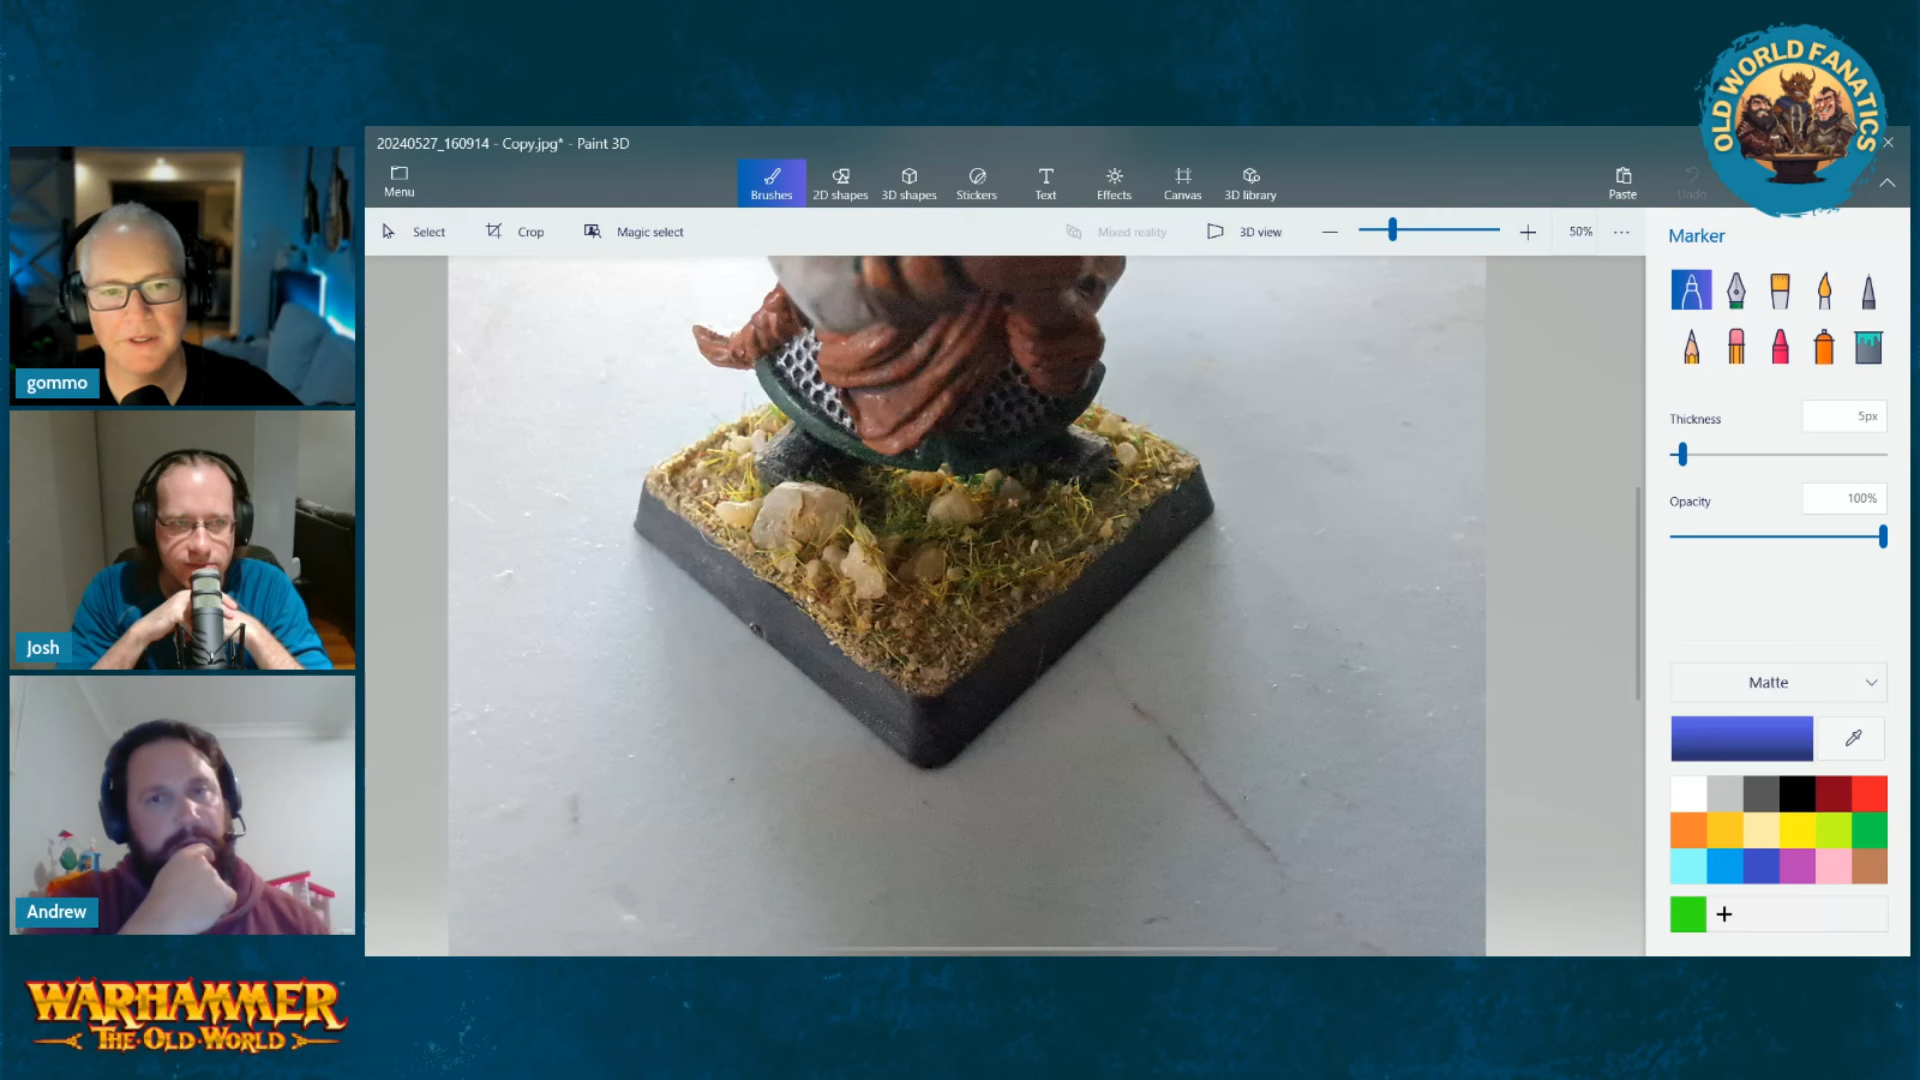 OLD WORLD FANATICS
20240527_160914 - Copy.jpg* - Paint 3D
Menu
Brushes
2D shapes
3D shapes
Stickers
Text
Effects
Canvas
3D library
Paste
Undo
Select
Crop
Magic select
Mixed reality
3D view
50%
Marker
Thickness
5px
Opacity
100%
Matte
gommo
Josh
Andrew
WARHAMMER
THE·OLD·WORLD